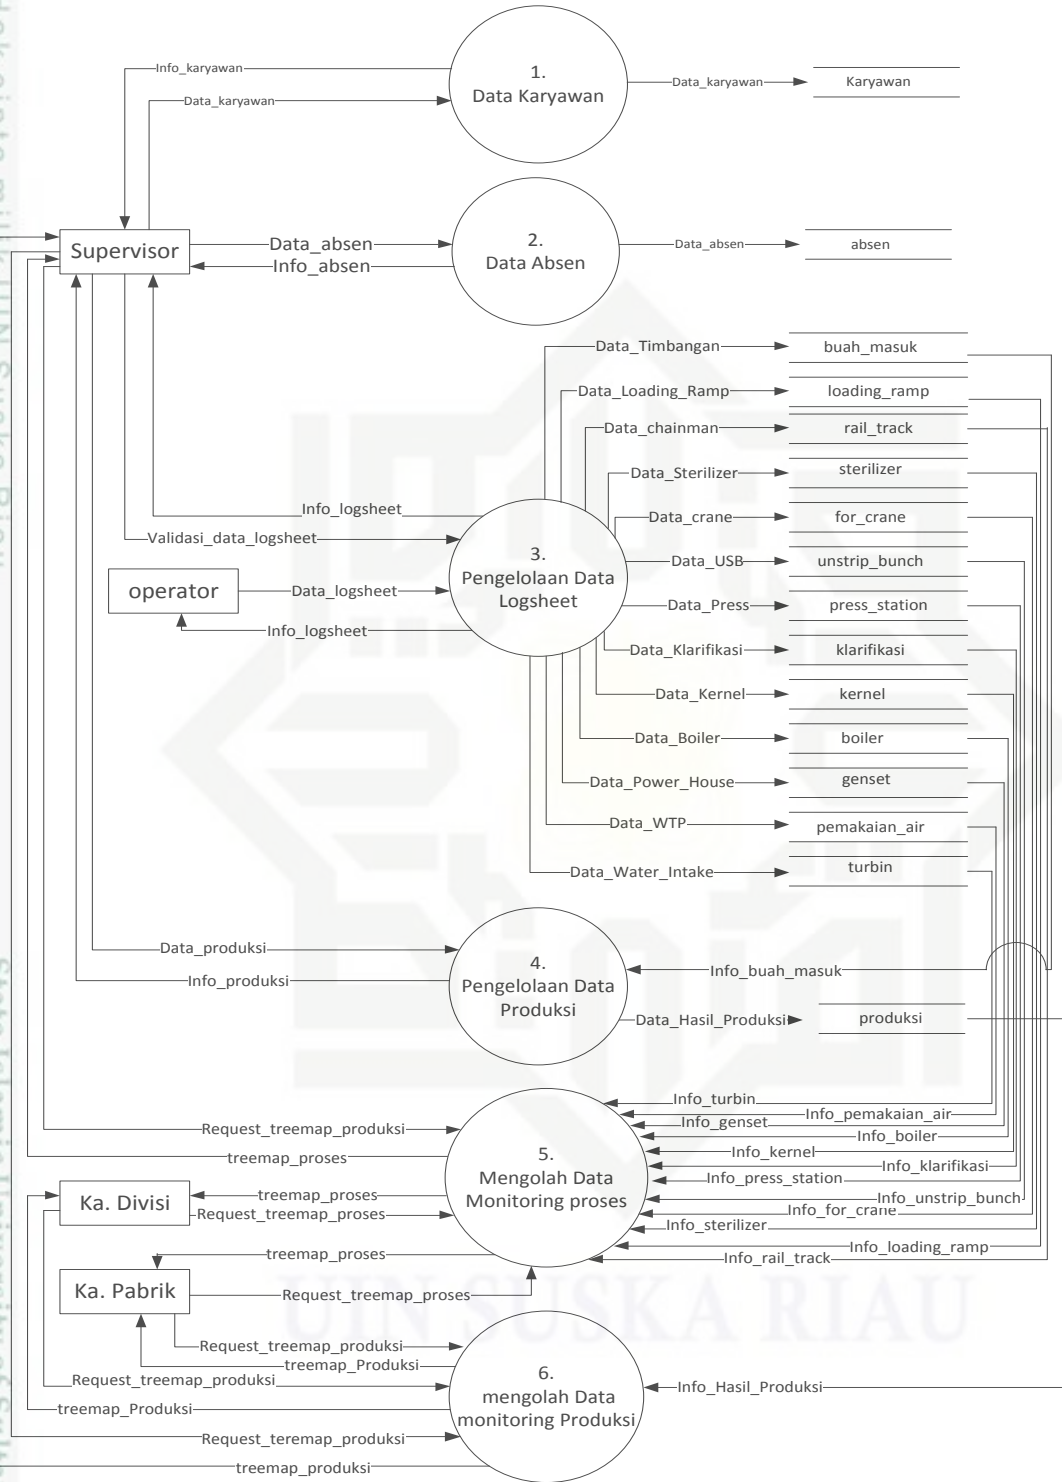 Info_karyawan
Data_karyawan
1.
Data Karyawan
Data_karyawan
Karyawan
Supervisor
Data_absen
Info_absen
2.
Data Absen
Data_absen
absen
Data_Timbangan
buah_masuk
Data_Loading_Ramp
loading_ramp
Data_chainman
rail_track
Data_Sterilizer
sterilizer
Data_crane
for_crane
Data_USB
unstrip_bunch
Data_Press
press_station
Data_Klarifikasi
klarifikasi
Data_Kernel
kernel
Data_Boiler
boiler
Data_Power_House
genset
Data_WTP
pemakaian_air
Data_Water_Intake
turbin
Info_logsheet
Validasi_data_logsheet
operator
Data_logsheet
Info_logsheet
3.
Pengelolaan Data
Logsheet
Data_produksi
Info_produksi
4.
Pengelolaan Data
Produksi
Info_buah_masuk
Data_Hasil_Produksi
produksi
Request_treemap_produksi
treemap_proses
Ka. Divisi
treemap_proses
Request_treemap_proses
treemap_proses
Ka. Pabrik
Request_treemap_proses
5.
Mengolah Data
Monitoring proses
Info_turbin
Info_pemakaian_air
Info_genset
Info_boiler
Info_kernel
Info_klarifikasi
Info_press_station
Info_unstrip_bunch
Info_for_crane
Info_sterilizer
Info_loading_ramp
Info_rail_track
UIN SUSKA RIAU
Request_treemap_produksi
treemap_Produksi
Request_treemap_produksi
treemap_Produksi
Request_teremap_produksi
treemap_produksi
6.
mengolah Data
monitoring Produksi
Info_Hasil_Produksi